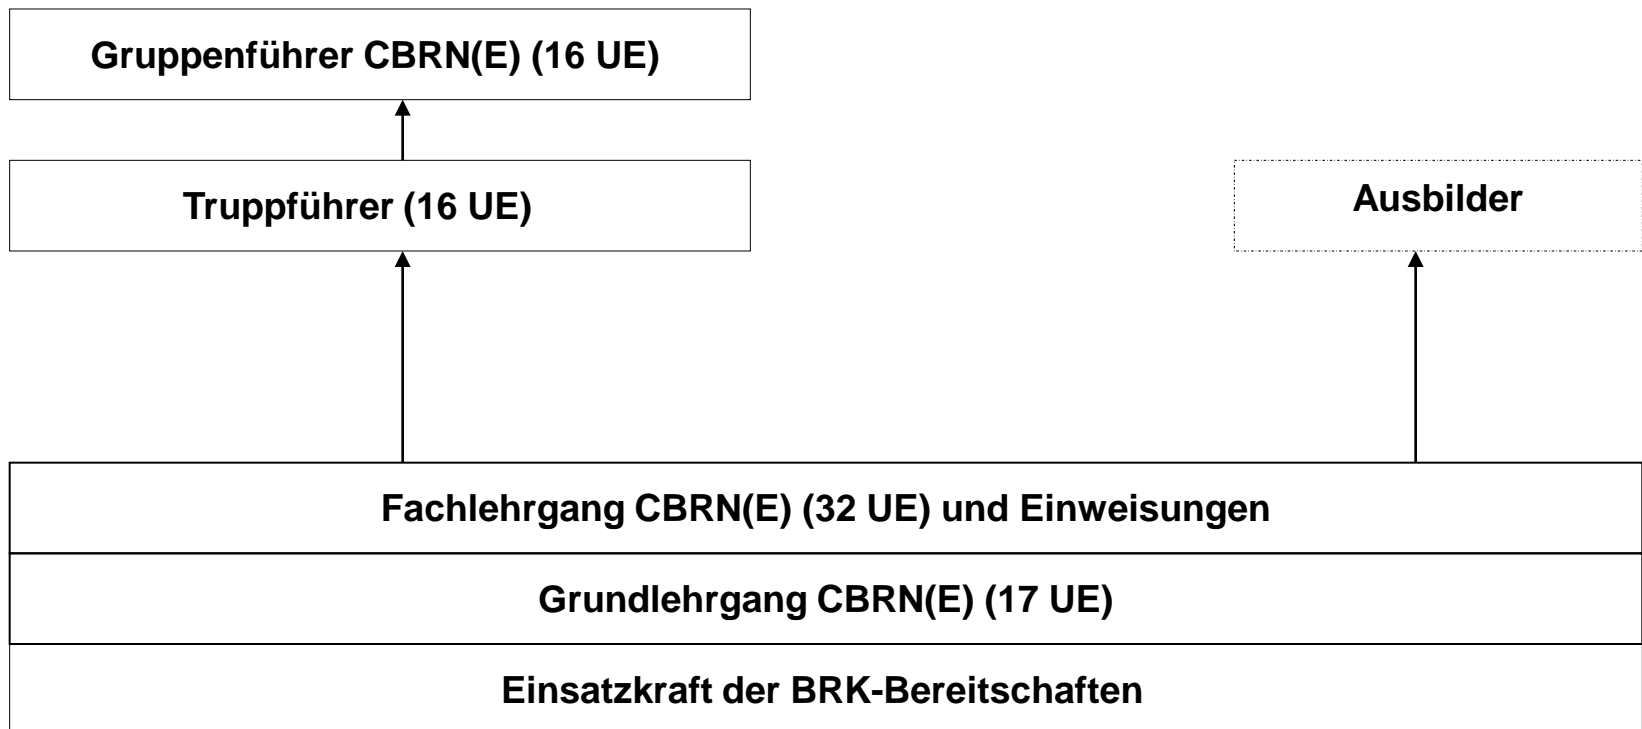 Gruppenführer CBRN(E) (16 UE)
Truppführer (16 UE)
Ausbilder
Fachlehrgang CBRN(E) (32 UE) und Einweisungen
Grundlehrgang CBRN(E) (17 UE)
Einsatzkraft der BRK-Bereitschaften